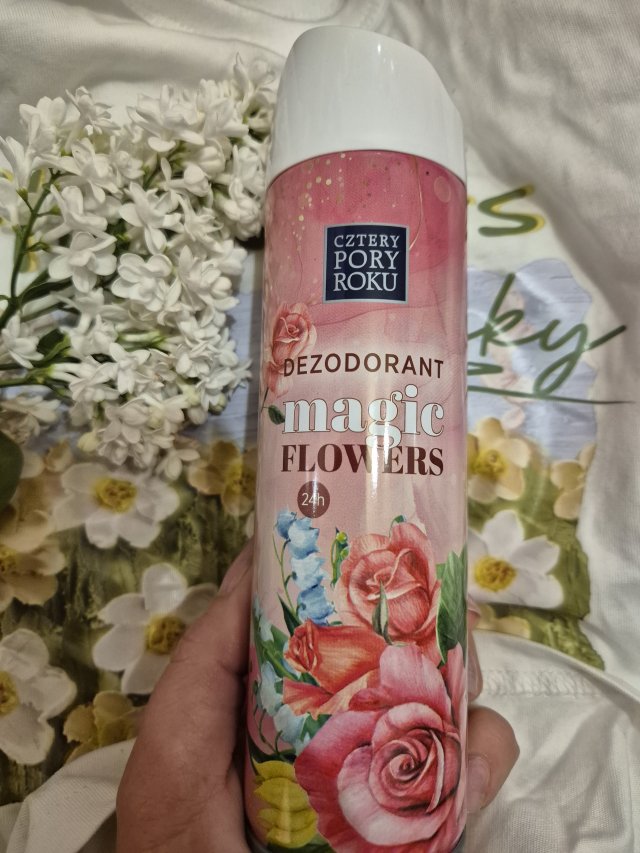 CZTERY
PORY
ROKU
DEZODORANT
magic
FLOWERS
24h